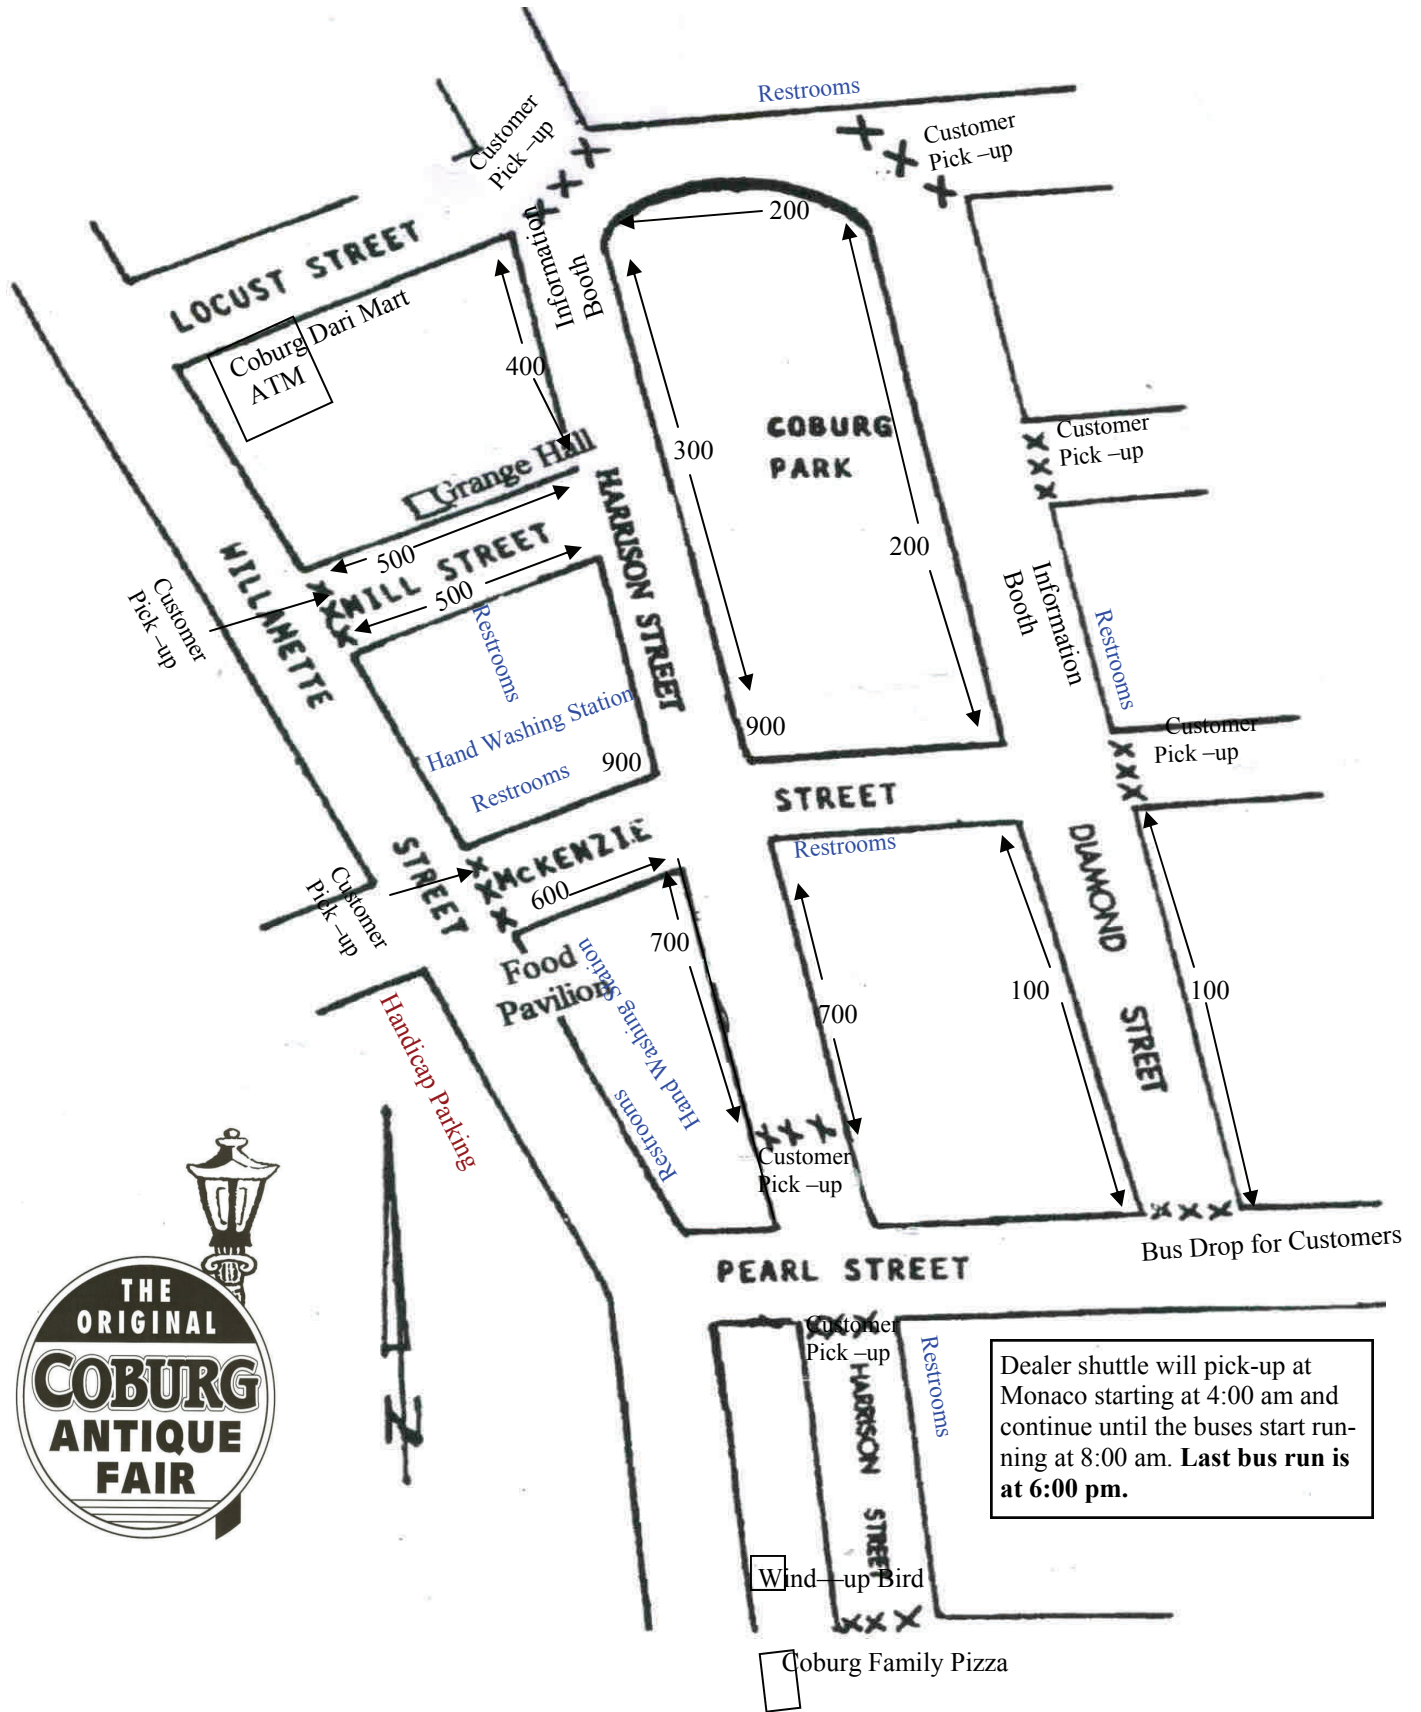 Restrooms
Customer
Pick –up
Customer
Pick –up
200
LOCUST STREET
Information
Booth
Coburg Dari Mart
ATM
400
300
COBURG
PARK
Customer
Pick –up
Grange Hall
HARRISON STREET
500
MILL STREET
500
200
WILLAMETTE
STREET
Customer
Pick –up
Restrooms
Information
Booth
Restrooms
Hand Washing Station
900
900
Restrooms
Customer
Pick –up
STREET
McKENZIE
Restrooms
DIAMOND
STREET
Customer
Pick –up
600
700
700
100
100
Food
Pavilion
Hand Washing Station
Restrooms
Handicap Parking
Customer
Pick –up
Bus Drop for Customers
PEARL STREET
THE
ORIGINAL
COBURG
ANTIQUE
FAIR
N
Customer
Pick –up
HARRISON
STREET
Restrooms
Dealer shuttle will pick-up at
Monaco starting at 4:00 am and
continue until the buses start run-
ning at 8:00 am. Last bus run is
at 6:00 pm.
Wind—up Bird
Coburg Family Pizza